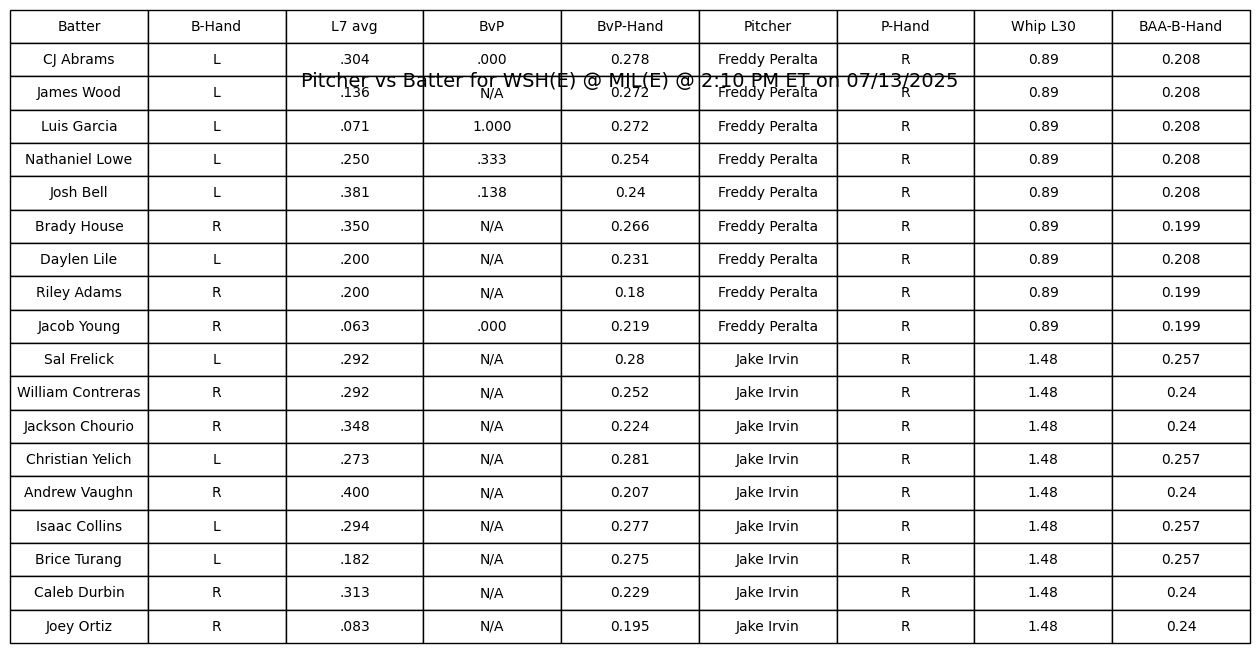 Batter B-Hand L7 avg BvP BvP-Hand Pitcher P-Hand Whip L30 BAA-B-Hand
CJ Abrams L .304 .000 0.278 Freddy Peralta R 0.89 0.208
Pitcher vs Batter for WSH(E) @ MIL(E) @ 2:10 PM ET on 07/13/2025
James Wood L .136 N/A 0.272 Freddy Peralta R 0.89 0.208
Luis Garcia L .071 1.000 0.272 Freddy Peralta R 0.89 0.208
Nathaniel Lowe L .250 .333 0.254 Freddy Peralta R 0.89 0.208
Josh Bell L .381 .138 0.24 Freddy Peralta R 0.89 0.208
Brady House R .350 N/A 0.266 Freddy Peralta R 0.89 0.199
Daylen Lile L .200 N/A 0.231 Freddy Peralta R 0.89 0.208
Riley Adams R .200 N/A 0.18 Freddy Peralta R 0.89 0.199
Jacob Young R .063 .000 0.219 Freddy Peralta R 0.89 0.199
Sal Frelick L .292 N/A 0.28 Jake Irvin R 1.48 0.257
William Contreras R .292 N/A 0.252 Jake Irvin R 1.48 0.24
Jackson Chourio R .348 N/A 0.224 Jake Irvin R 1.48 0.24
Christian Yelich L .273 N/A 0.281 Jake Irvin R 1.48 0.257
Andrew Vaughn R .400 N/A 0.207 Jake Irvin R 1.48 0.24
Isaac Collins L .294 N/A 0.277 Jake Irvin R 1.48 0.257
Brice Turang L .182 N/A 0.275 Jake Irvin R 1.48 0.257
Caleb Durbin R .313 N/A 0.229 Jake Irvin R 1.48 0.24
Joey Ortiz R .083 N/A 0.195 Jake Irvin R 1.48 0.24